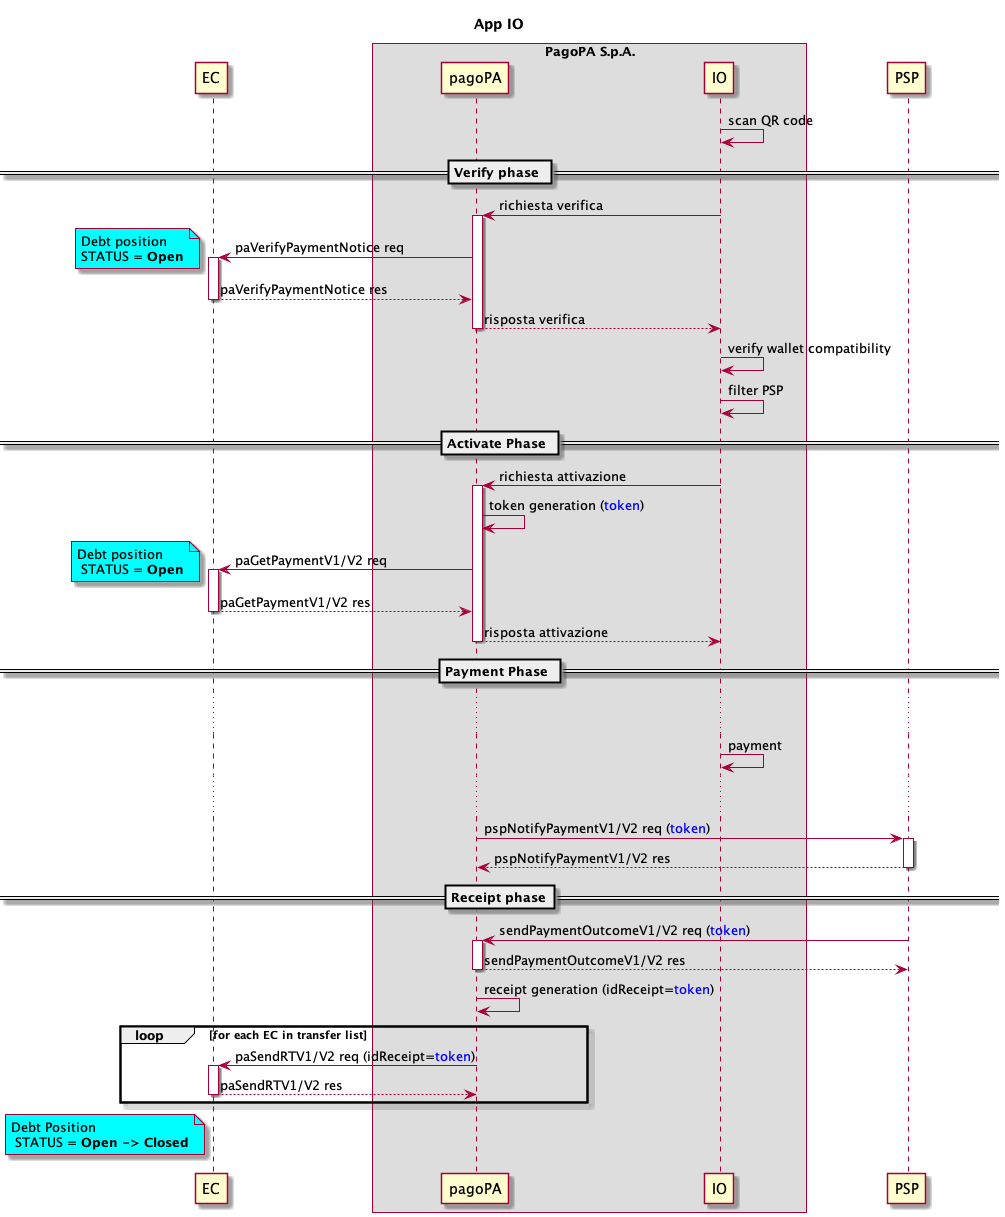 App IO
PagoPA S.p.A.
EC
pagoPA
IO
PSP
scan QR code
Verify phase
richiesta verifica
Debt position
STATUS = Open
paVerifyPaymentNotice req
paVerifyPaymentNotice res
risposta verifica
verify wallet compatibility
filter PSP
Activate Phase
richiesta attivazione
token generation (token)
Debt position
STATUS = Open
paGetPaymentV1/V2 req
paGetPaymentV1/V2 res
risposta attivazione
Payment Phase
payment
pspNotifyPaymentV1/V2 req (token)
pspNotifyPaymentV1/V2 res
Receipt phase
sendPaymentOutcomeV1/V2 req (token)
sendPaymentOutcomeV1/V2 res
receipt generation (idReceipt=token)
loop
[for each EC in transfer list]
paSendRTV1/V2 req (idReceipt=token)
paSendRTV1/V2 res
Debt Position
STATUS = Open -> Closed
EC
pagoPA
IO
PSP